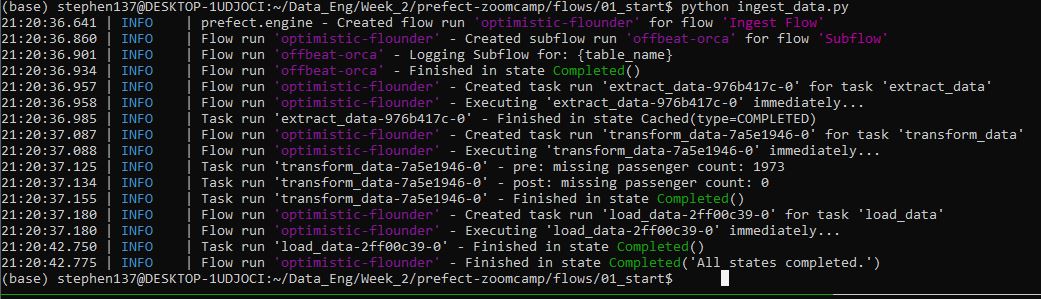 (base) stephen137@DESKTOP-1UDJOCI:~/Data_Eng/Week_2/prefect-zoomcamp/flows/01_start$ python ingest_data.py
21:20:36.641 | INFO    | prefect.engine - Created flow run 'optimistic-flounder' for flow 'Ingest Flow'
21:20:36.860 | INFO    | Flow run 'optimistic-flounder' - Created subflow run 'offbeat-orca' for flow 'Subflow'
21:20:36.901 | INFO    | Flow run 'offbeat-orca' - Logging Subflow for: {table_name}
21:20:36.934 | INFO    | Flow run 'offbeat-orca' - Finished in state Completed()
21:20:36.957 | INFO    | Flow run 'optimistic-flounder' - Created task run 'extract_data-976b417c-0' for task 'extract_data'
21:20:36.958 | INFO    | Flow run 'optimistic-flounder' - Executing 'extract_data-976b417c-0' immediately...
21:20:36.985 | INFO    | Task run 'extract_data-976b417c-0' - Finished in state Cached(type=COMPLETED)
21:20:37.087 | INFO    | Flow run 'optimistic-flounder' - Created task run 'transform_data-7a5e1946-0' for task 'transform_data'
21:20:37.088 | INFO    | Flow run 'optimistic-flounder' - Executing 'transform_data-7a5e1946-0' immediately...
21:20:37.125 | INFO    | Task run 'transform_data-7a5e1946-0' - pre: missing passenger count: 1973
21:20:37.134 | INFO    | Task run 'transform_data-7a5e1946-0' - post: missing passenger count: 0
21:20:37.155 | INFO    | Task run 'transform_data-7a5e1946-0' - Finished in state Completed()
21:20:37.180 | INFO    | Flow run 'optimistic-flounder' - Created task run 'load_data-2ff00c39-0' for task 'load_data'
21:20:37.180 | INFO    | Flow run 'optimistic-flounder' - Executing 'load_data-2ff00c39-0' immediately...
21:20:42.750 | INFO    | Task run 'load_data-2ff00c39-0' - Finished in state Completed()
21:20:42.775 | INFO    | Flow run 'optimistic-flounder' - Finished in state Completed('All states completed.')
(base) stephen137@DESKTOP-1UDJOCI:~/Data_Eng/Week_2/prefect-zoomcamp/flows/01_start$